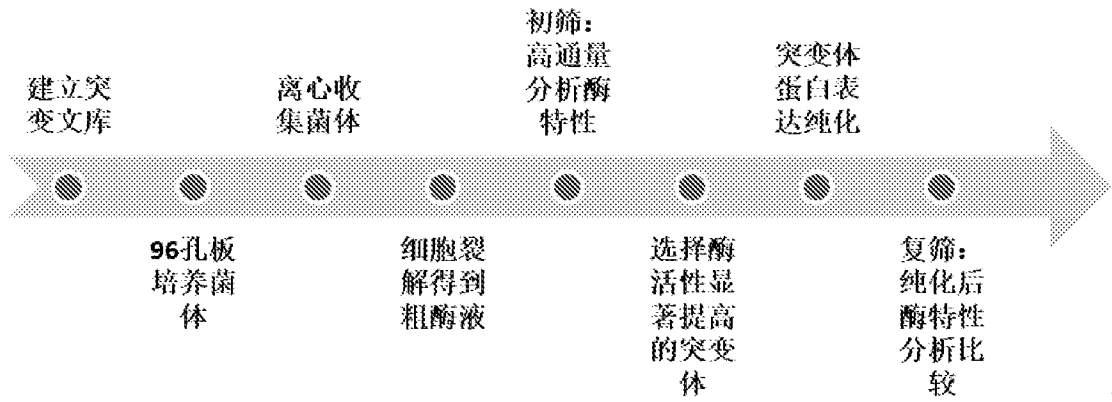 建立突
变文库
96孔板
培养菌
体
离心收
集菌体
细胞裂
解得到
粗酶液
初筛：
高通量
分析酶
特性
选择酶
活性显
著提高
的突变
体
突变体
蛋白表
达纯化
复筛：
纯化后
酶特性
分析比
较